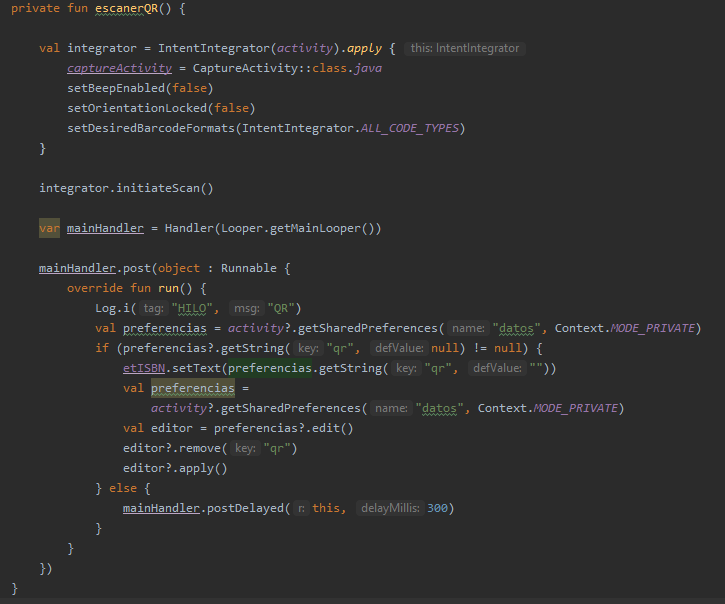 private fun escanerQR() {
val integrator = IntentIntegrator(activity).apply { this: IntentIntegrator
captureActivity = CaptureActivity::class.java
setBeepEnabled(false)
setOrientationLocked(false)
setDesiredBarcodeFormats(IntentIntegrator.ALL_CODE_TYPES)
}
integrator.initiateScan()
var mainHandler = Handler(Looper.getMainLooper())
mainHandler.post(object : Runnable {
override fun run() {
Log.i( tag: "HILO", msg: "QR")
val preferencias = activity?.getSharedPreferences( name: "datos", Context.MODE_PRIVATE)
if (preferencias?.getString( key: "qr", defValue: null) != null) {
etISBN.setText(preferencias.getString( key: "qr", defValue: ""))
val preferencias =
activity?.getSharedPreferences( name: "datos", Context.MODE_PRIVATE)
val editor = preferencias?.edit()
editor?.remove( key: "qr")
editor?.apply()
} else {
mainHandler.postDelayed( r: this, delayMillis: 300)
}
}
})
}